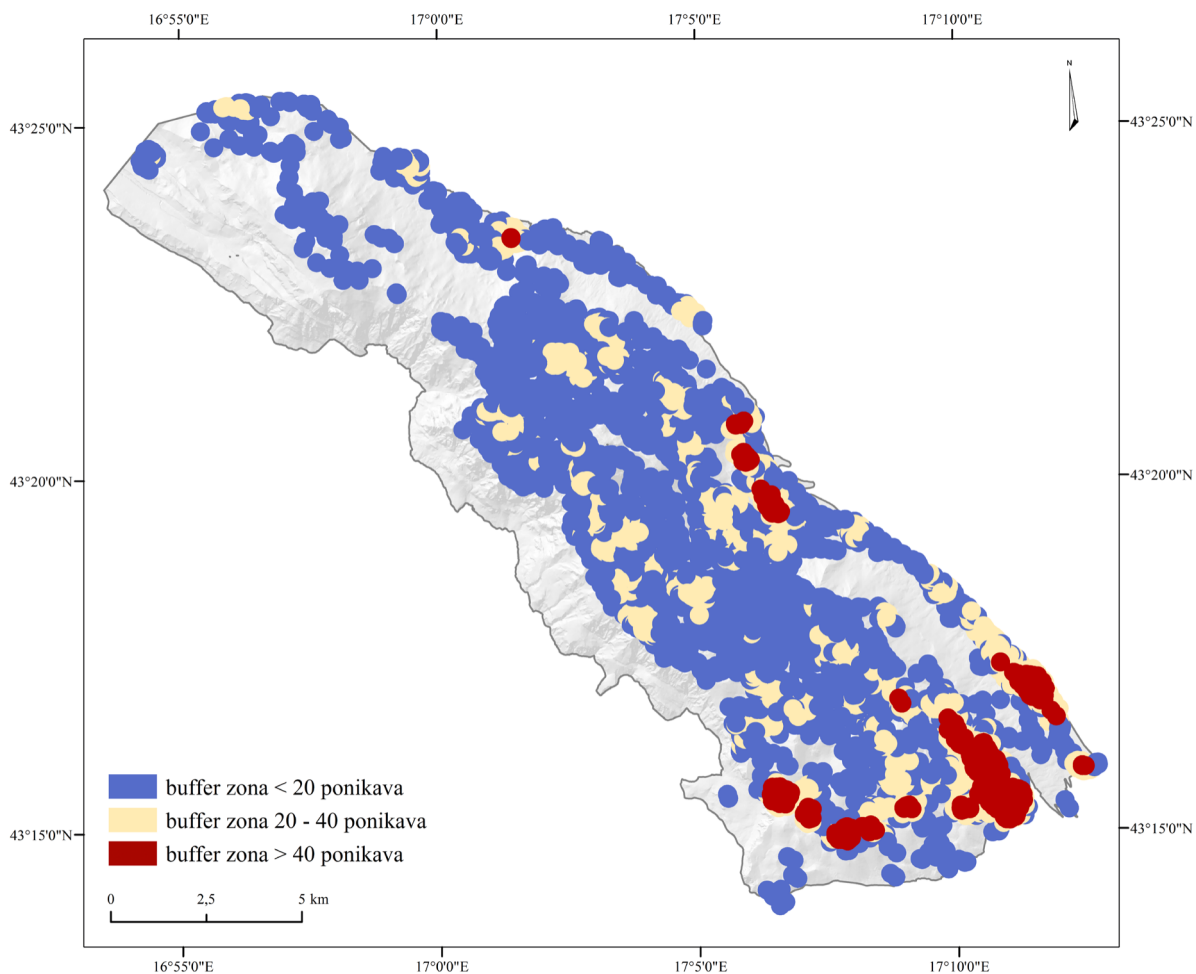 16°55'0"E 17°0'0"E 17°5'0"E 17°10'0"E
N
43°25'0"N 43°25'0"N
43°20'0"N 43°20'0"N
buffer zona < 20 ponikava
buffer zona 20 - 40 ponikava
43°15'0"N 43°15'0"N
buffer zona > 40 ponikava
0 2,5 5 km
16°55'0"E 17°0'0"E 17°5'0"E 17°10'0"E